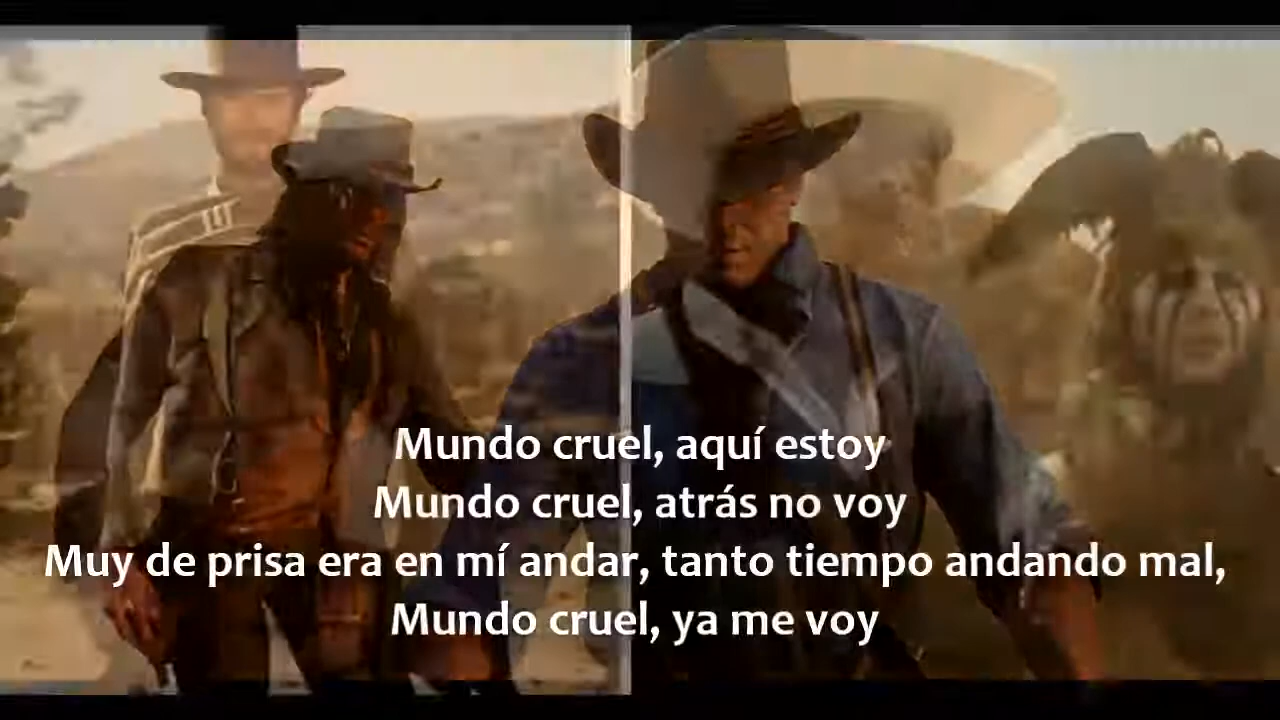 Mundo cruel, aquí estoy
Mundo cruel, atrás no voy
Muy de prisa era en mí andar, tanto tiempo andando mal,
Mundo cruel, ya me voy